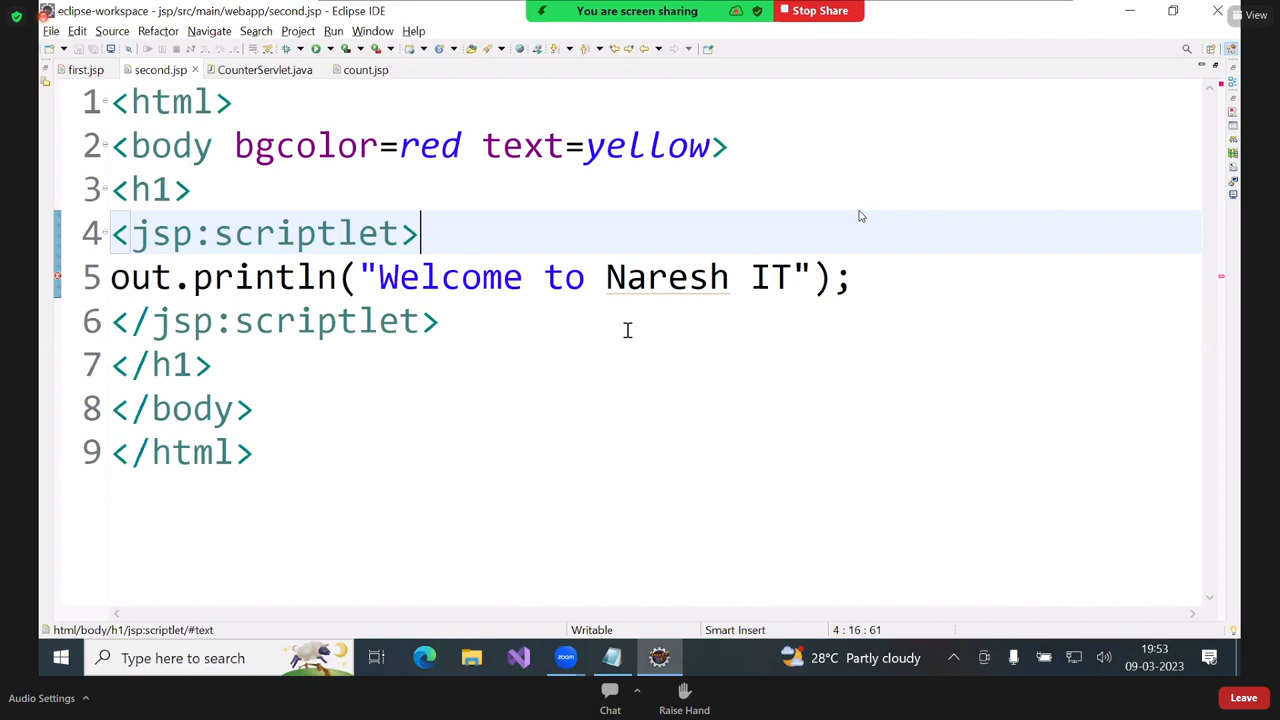 eclipse-workspace - jsp/src/main/webapp/second.jsp - Eclipse IDE
You are screen sharing
Stop Share
View
File Edit Source Refactor Navigate Search Project Run Window Help
first.jsp second.jsp CounterServlet.java count.jsp
1 <html>
2 <body bgcolor=red text=yellow>
3 <h1>
4 <jsp:scriptlet>
5 out.println("Welcome to Naresh IT");
6 </jsp:scriptlet>
7 </h1>
8 </body>
9 </html>
html/body/h1/jsp:scriptlet/#text Writable Smart Insert 4 : 16 : 61
Type here to search
28°C Partly cloudy
19:53
09-03-2023
Audio Settings
Chat
Raise Hand
Leave